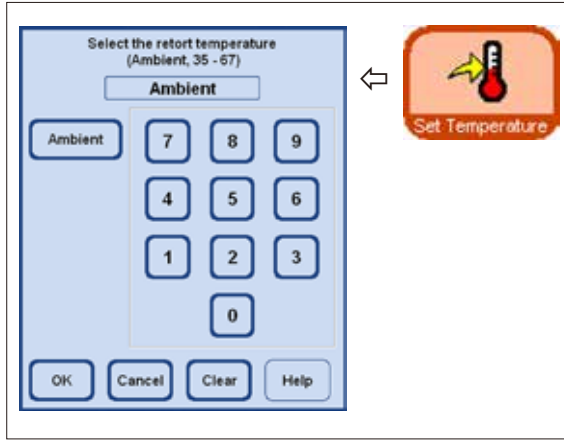 Select the retort temperature
(Ambient, 35 - 67)
Ambient
Set Temperature
Ambient
7 8 9
4 5 6
1 2 3
0
OK Cancel Clear Help